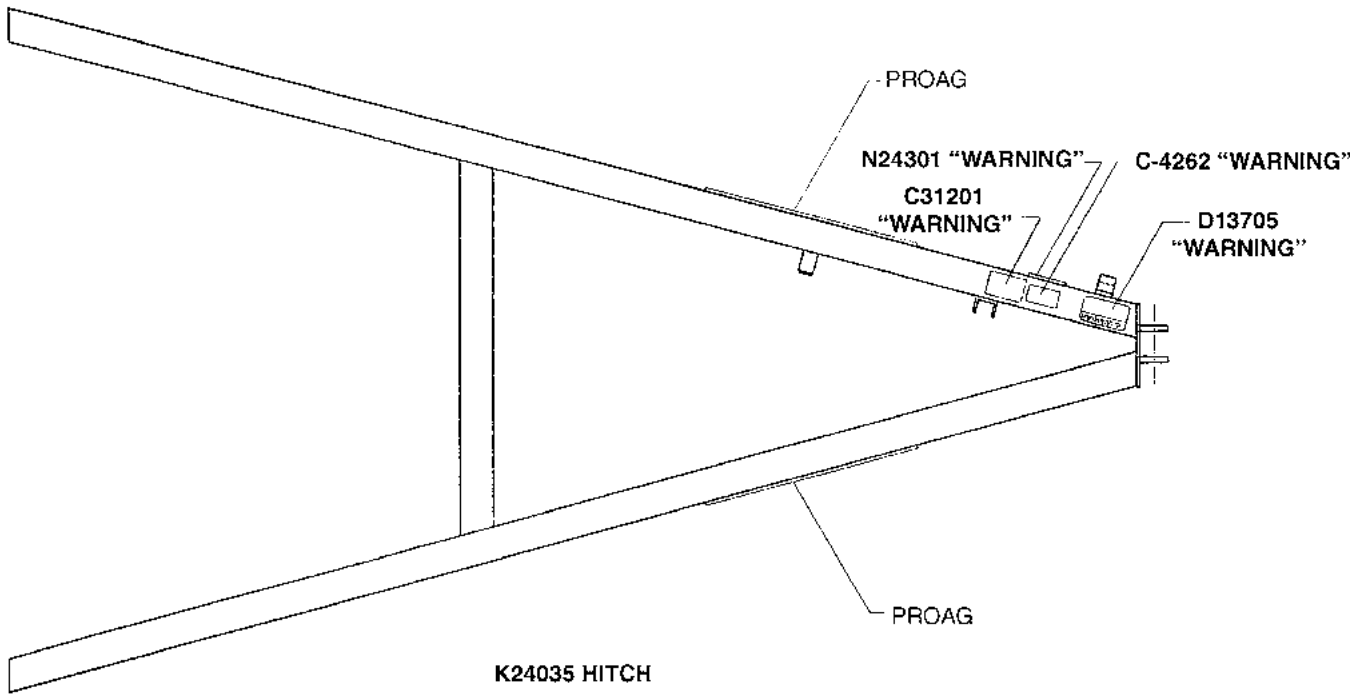 PROAG
N24301 “WARNING”
C-4262 “WARNING”
C31201
“WARNING”
D13705
“WARNING”
PROAG
K24035 HITCH